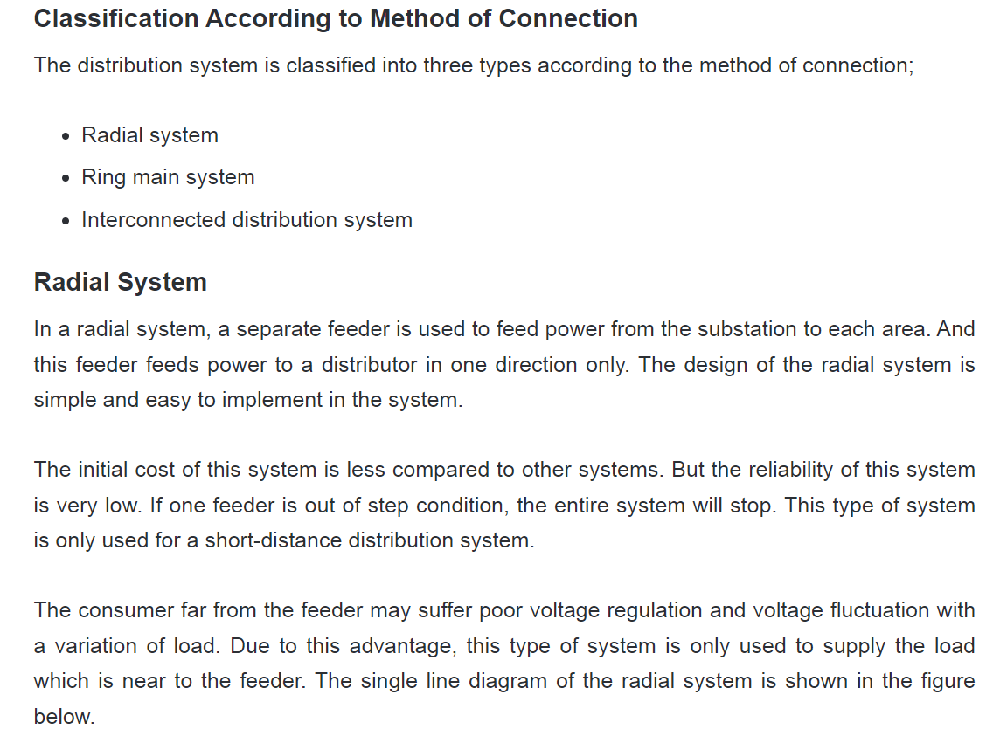 Classification According to Method of Connection
The distribution system is classified into three types according to the method of connection;
• Radial system
• Ring main system
• Interconnected distribution system
Radial System
In a radial system, a separate feeder is used to feed power from the substation to each area. And
this feeder feeds power to a distributor in one direction only. The design of the radial system is
simple and easy to implement in the system.
The initial cost of this system is less compared to other systems. But the reliability of this system
is very low. If one feeder is out of step condition, the entire system will stop. This type of system
is only used for a short-distance distribution system.
The consumer far from the feeder may suffer poor voltage regulation and voltage fluctuation with
a variation of load. Due to this advantage, this type of system is only used to supply the load
which is near to the feeder. The single line diagram of the radial system is shown in the figure
below.